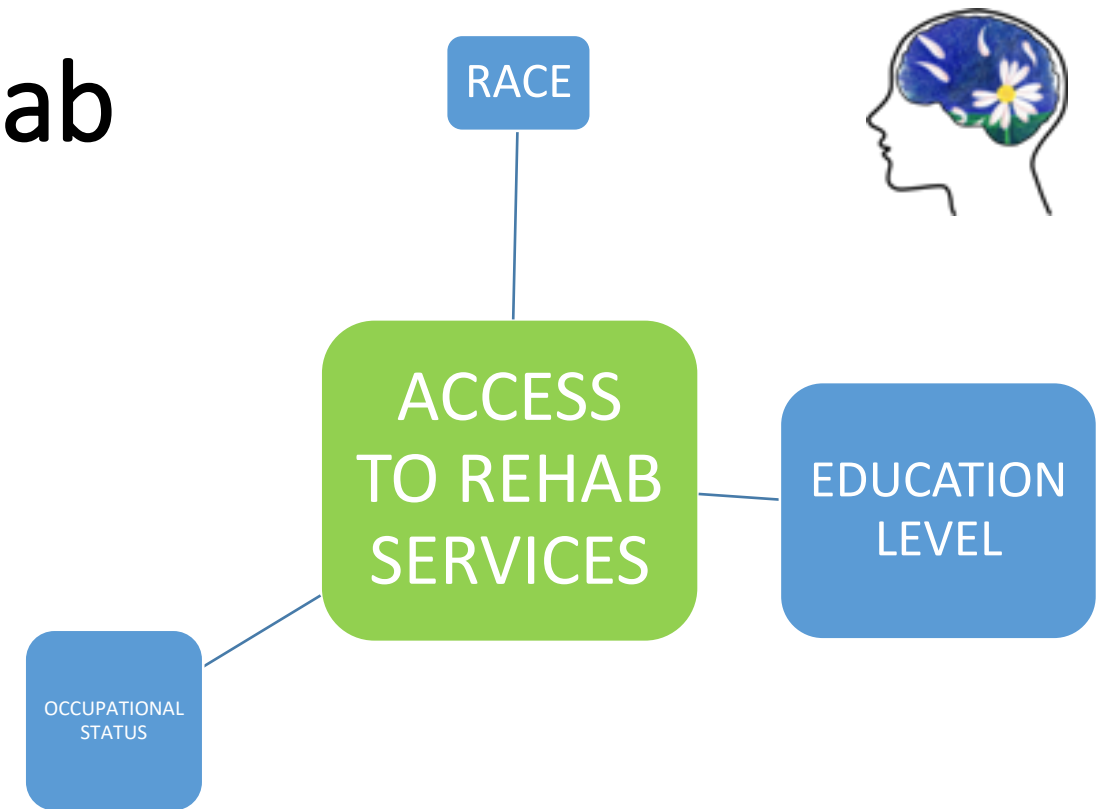 ab
RACE
ACCESS
TO REHAB
SERVICES
EDUCATION
LEVEL
OCCUPATIONAL
STATUS